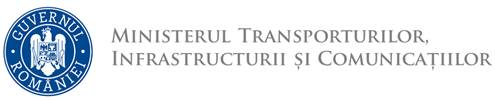 GUVERNUL
ROMÂNIEI
MINISTERUL TRANSPORTURILOR,
INFRASTRUCTURII ȘI COMUNICAȚIILOR